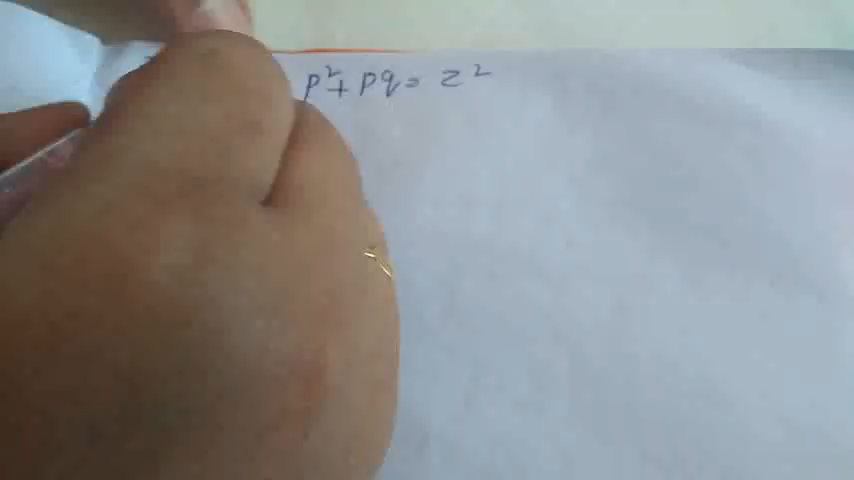 p² + pq = z²